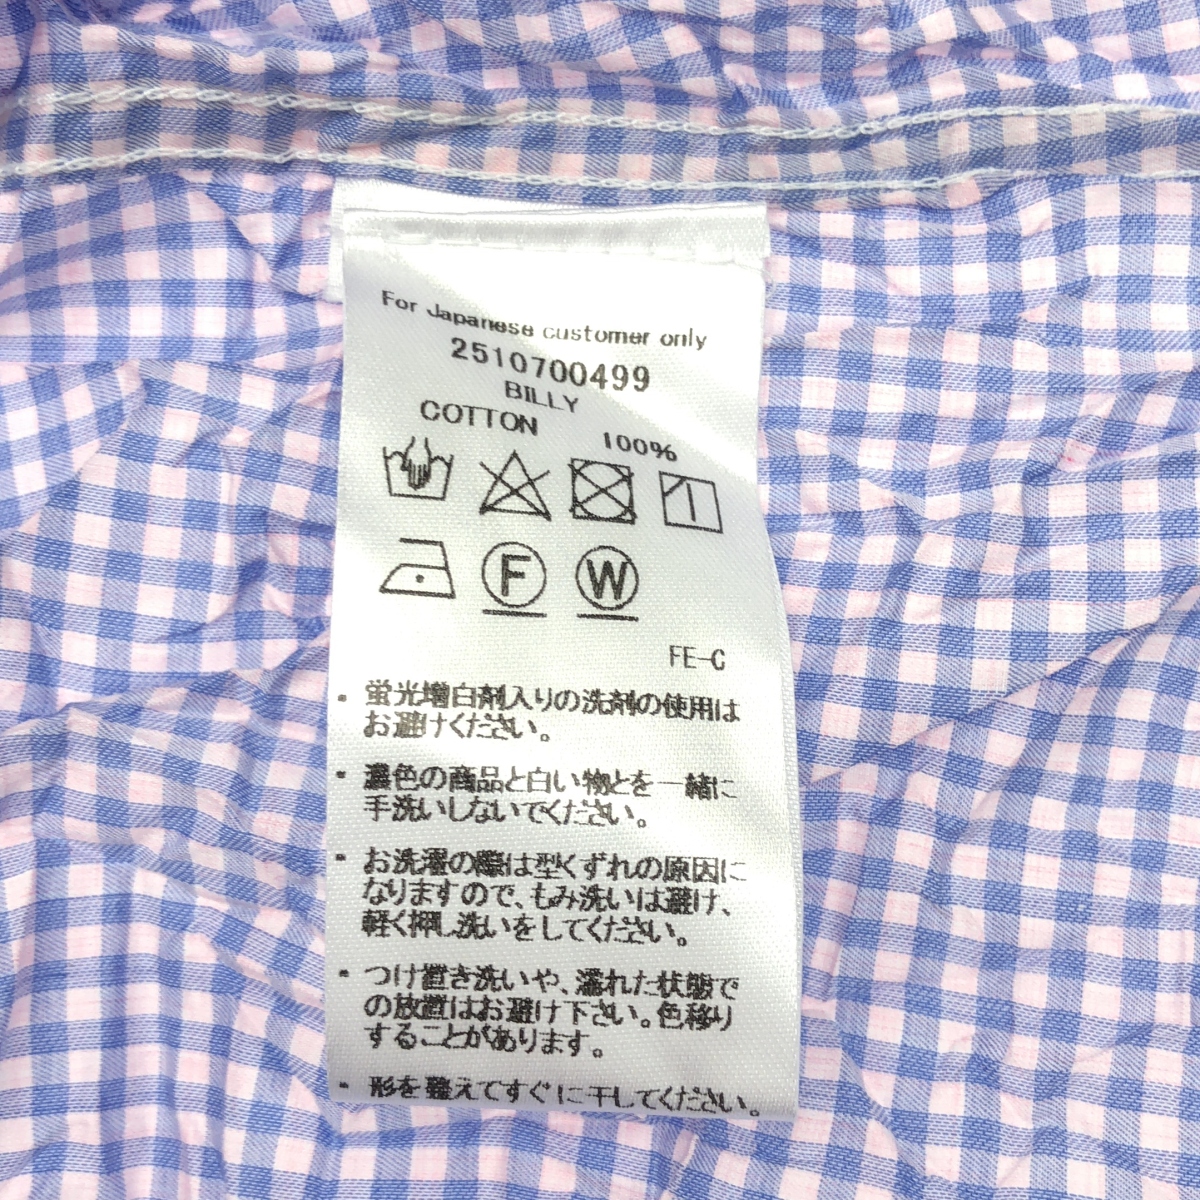 For Japanese customer only
2510700499
BILLY
COTTON 100%
F W
FE-C
・蛍光増白剤入りの洗剤の使用は
お避けください。
・濃色の商品と白い物とを一緒に
手洗いしないでください。
・お洗濯の際は型くずれの原因に
なりますので、もみ洗いは避け、
軽く押し洗いをしてください。
・つけ置き洗いや、濡れた状態で
の放置はお避け下さい。色移り
することがあります。
・形を整えてすぐに干してください。